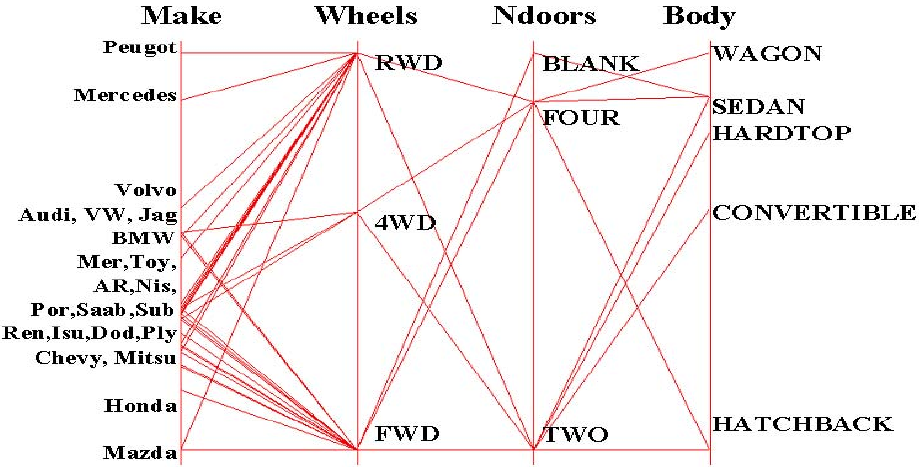 Make Wheels Ndoors Body
Peugot
Mercedes
Volvo
Audi, VW, Jag
BMW
Mer,Toy,
AR,Nis,
Por,Saab,Sub
Ren,Isu,Dod,Ply
Chevy, Mitsu
Honda
Mazda
RWD
4WD
FWD
BLANK
FOUR
TWO
WAGON
SEDAN
HARDTOP
CONVERTIBLE
HATCHBACK